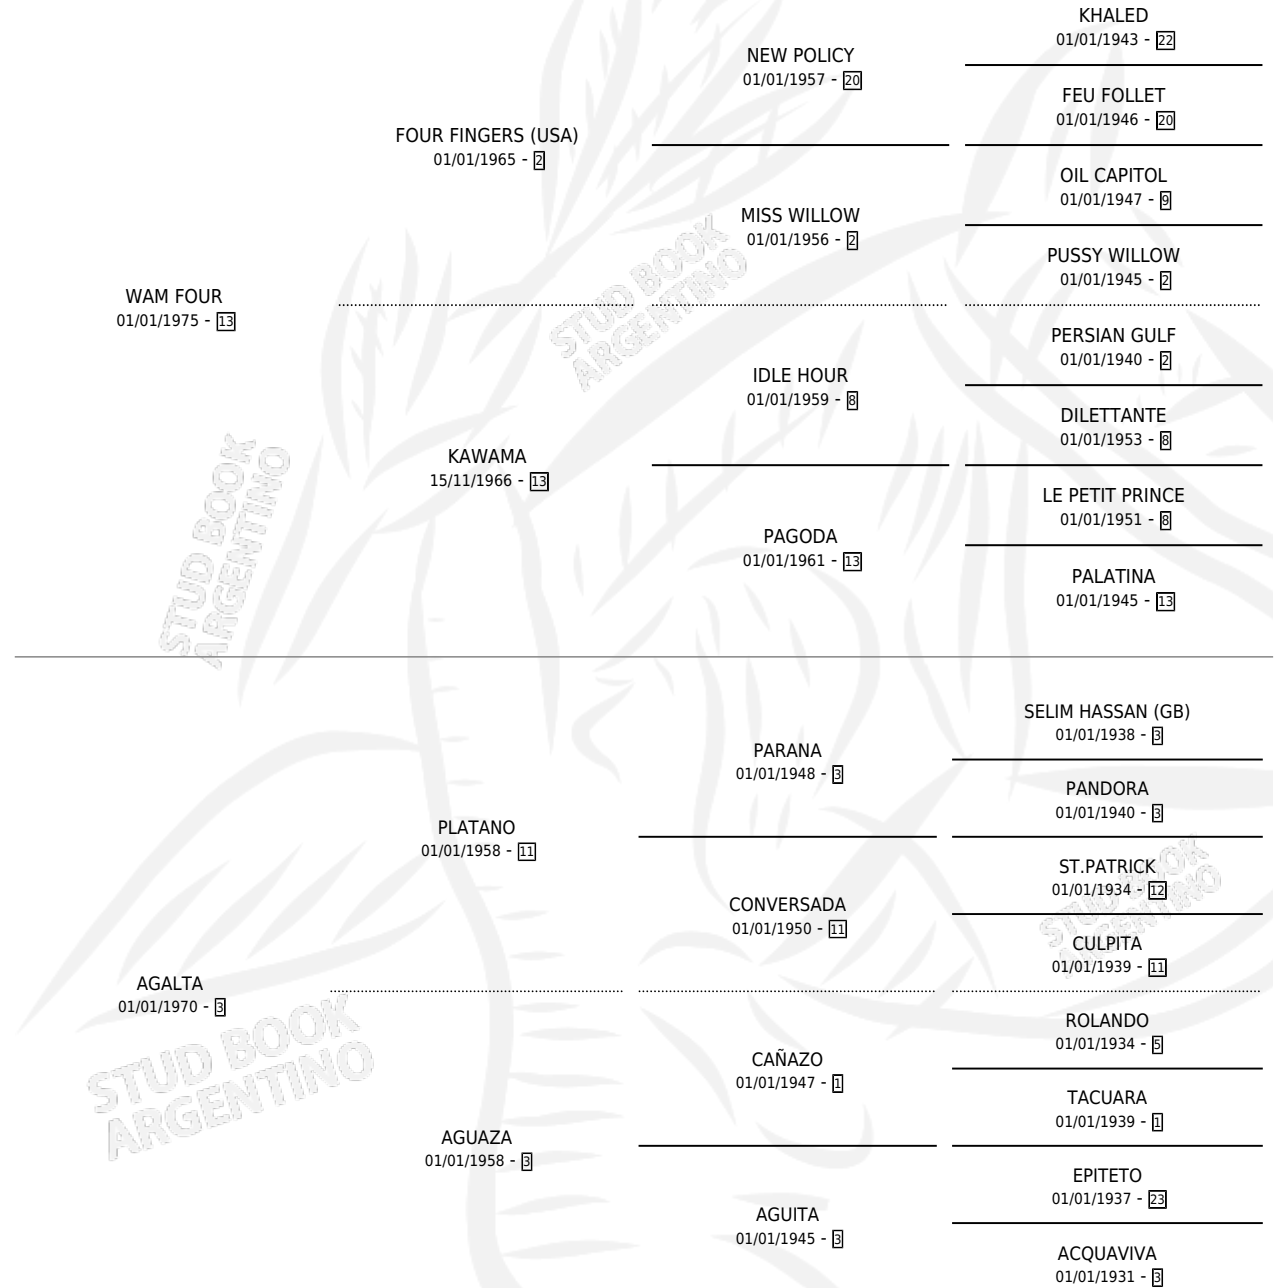 KHALED
01/01/1943 - 22
NEW POLICY
01/01/1957 - 20
FEU FOLLET
01/01/1946 - 20
FOUR FINGERS (USA)
01/01/1965 - 2
OIL CAPITOL
01/01/1947 - 9
MISS WILLOW
01/01/1956 - 2
PUSSY WILLOW
01/01/1945 - 2
WAM FOUR
01/01/1975 - 13
STUD BOOK
ARGENTINO
PERSIAN GULF
01/01/1940 - 2
IDLE HOUR
01/01/1959 - 8
DILETTANTE
01/01/1953 - 8
KAWAMA
15/11/1966 - 13
LE PETIT PRINCE
01/01/1951 - 8
PAGODA
01/01/1961 - 13
PALATINA
01/01/1945 - 13
STUD BOOK
ARGENTINO
SELIM HASSAN (GB)
01/01/1938 - 3
PARANA
01/01/1948 - 3
PANDORA
01/01/1940 - 3
PLATANO
01/01/1958 - 11
ST.PATRICK
01/01/1934 - 12
CONVERSADA
01/01/1950 - 11
CULPITA
01/01/1939 - 11
STUD BOOK
ARGENTINO
AGALTA
01/01/1970 - 3
ROLANDO
01/01/1934 - 5
CAÑAZO
01/01/1947 - 1
TACUARA
01/01/1939 - 1
STUD BOOK
ARGENTINO
AGUAZA
01/01/1958 - 3
EPITETO
01/01/1937 - 23
AGUITA
01/01/1945 - 3
ACQUAVIVA
01/01/1931 - 3